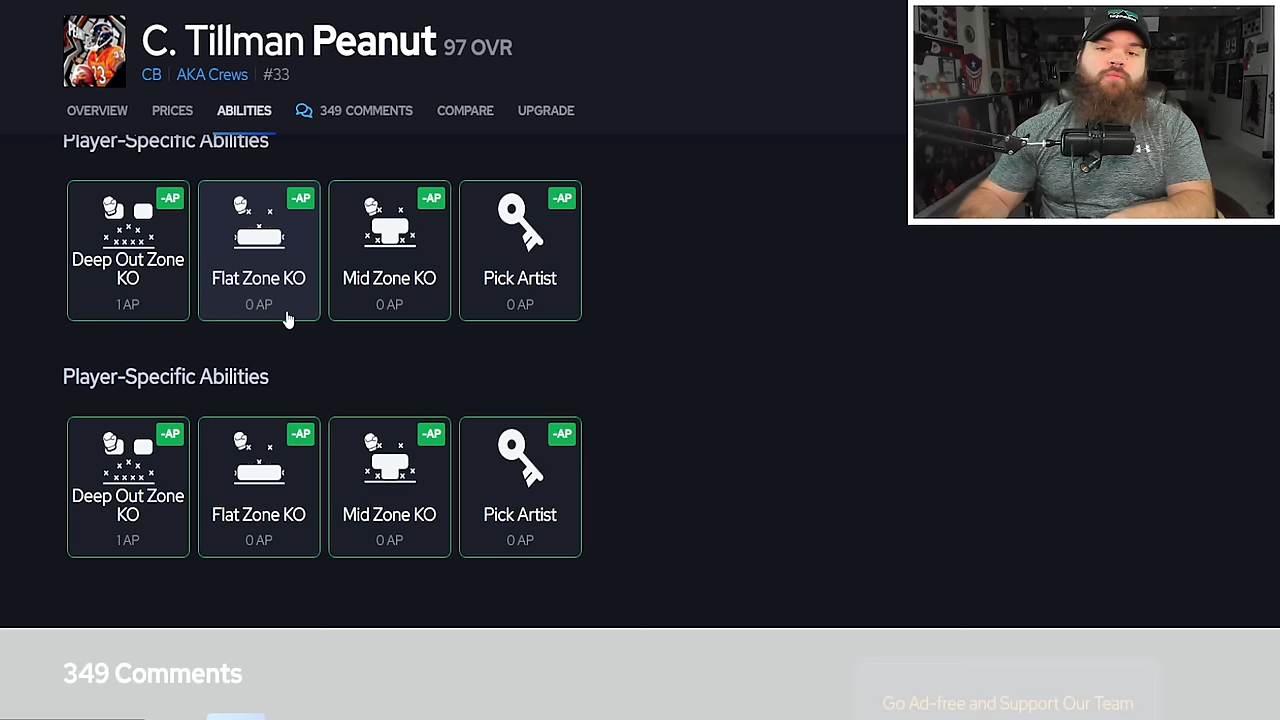 C. Tillman Peanut 97 OVR
CB AKA Crews #33
OVERVIEW PRICES ABILITIES 349 COMMENTS COMPARE UPGRADE
Player-Specific Abilities
-AP -AP -AP -AP
Deep Out Zone KO Flat Zone KO Mid Zone KO Pick Artist
1 AP 0 AP 0 AP 0 AP
Player-Specific Abilities
-AP -AP -AP -AP
Deep Out Zone KO Flat Zone KO Mid Zone KO Pick Artist
1 AP 0 AP 0 AP 0 AP
349 Comments
Go Ad-free and Support Our Team